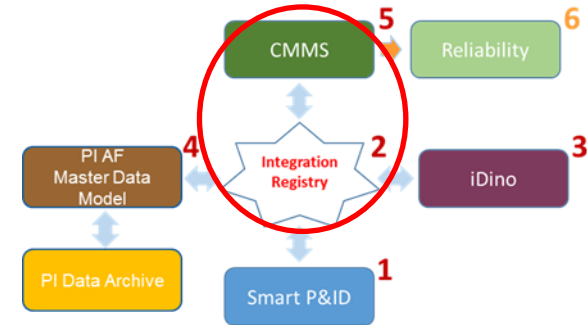 5
6
CMMS
Reliability
4
2
3
PI AF
Master Data
Model
Integration
Registry
iDino
1
PI Data Archive
Smart P&ID